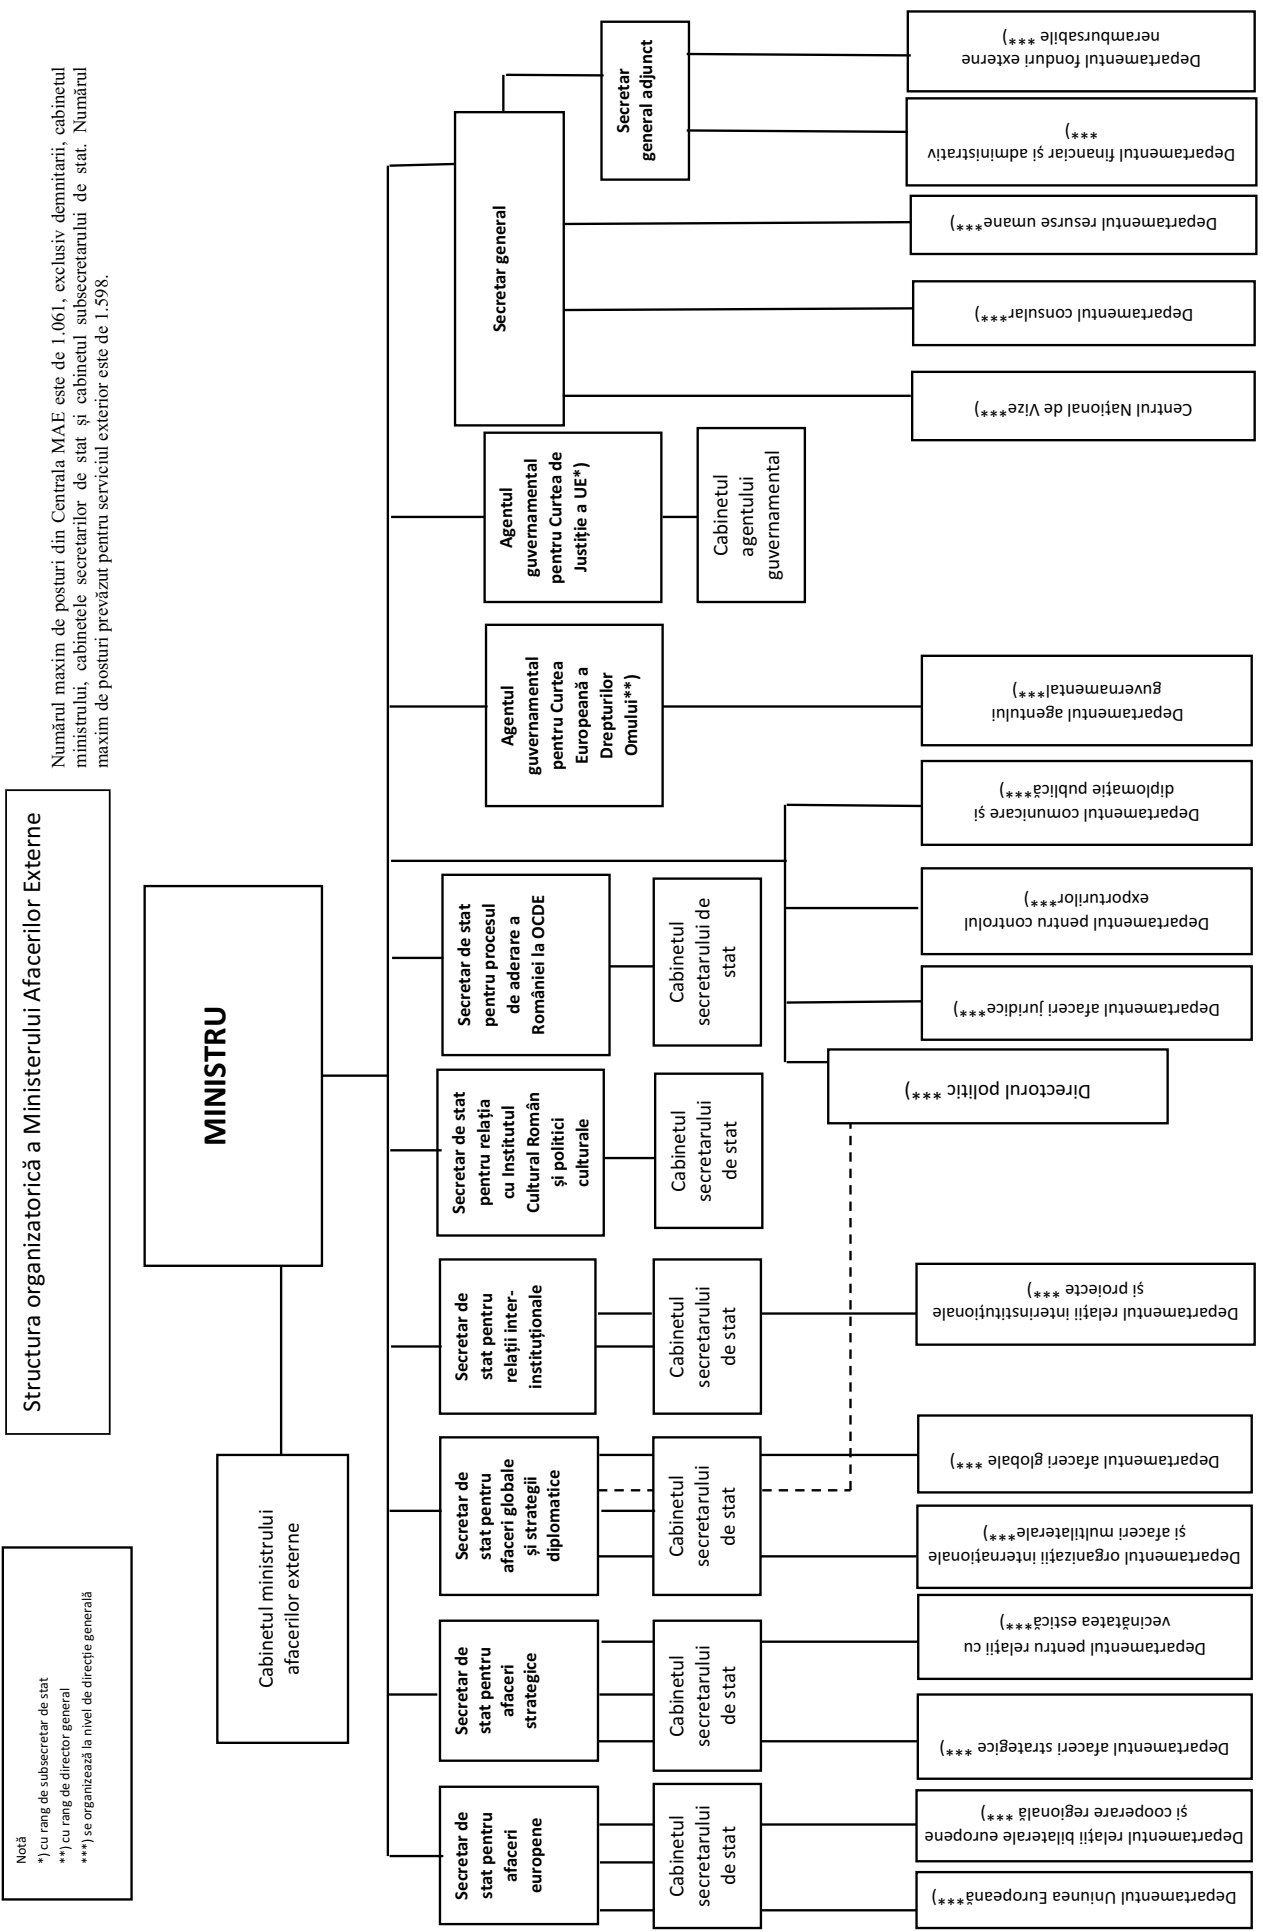 Structura organizatorică a Ministerului Afacerilor Externe
Numărul maxim de posturi din Centrala MAE este de 1.061, exclusiv demnitarii, cabinetul
ministrului, cabinetele secretarilor de stat și cabinetul subsecretarului de stat. Numărul
maxim de posturi prevăzut pentru serviciul exterior este de 1.598.
Notă
*) cu rang de subsecretar de stat
**) cu rang de director general
***) se organizează la nivel de direcție generală
MINISTRU
Cabinetul ministrului
afacerilor externe
Secretar de
stat pentru
afaceri
europene
Secretar de
stat pentru
afaceri
strategice
Secretar de
stat pentru
afaceri globale
și strategii
diplomatice
Secretar de
stat pentru
relații inter-
instituționale
Secretar de stat
pentru relația
cu Institutul
Cultural Român
și politici
culturale
Secretar de stat
pentru procesul
de aderare a
României la OCDE
Agentul
guvernamental
pentru Curtea
Europeană a
Drepturilor
Omului**)
Agentul
guvernamental
pentru Curtea de
Justiție a UE*)
Secretar general
Secretar
general adjunct
Cabinetul
secretarului
de stat
Cabinetul
secretarului
de stat
Cabinetul
secretarului
de stat
Cabinetul
secretarului
de stat
Cabinetul
secretarului
de stat
Cabinetul
secretarului de
stat
Cabinetul
agentului
guvernamental
Directorul politic ***)
Departamentul Uniunea Europeană***)
Departamentul relații bilaterale europene
și cooperare regională ***)
Departamentul afaceri strategice ***)
Departamentul pentru relații cu
vecinătatea estică***)
Departamentul organizații internaționale
și afaceri multilaterale***)
Departamentul afaceri globale ***)
Departamentul relații interinstituționale
și proiecte ***)
Departamentul afaceri juridice***)
Departamentul pentru controlul
exporturilor***)
Departamentul comunicare și
diplomație publică***)
Departamentul agentului
guvernamental***)
Centrul Național de Vize***)
Departamentul consular***)
Departamentul resurse umane***)
Departamentul financiar și administrativ
***)
Departamentul fonduri externe
nerambursabile ***)